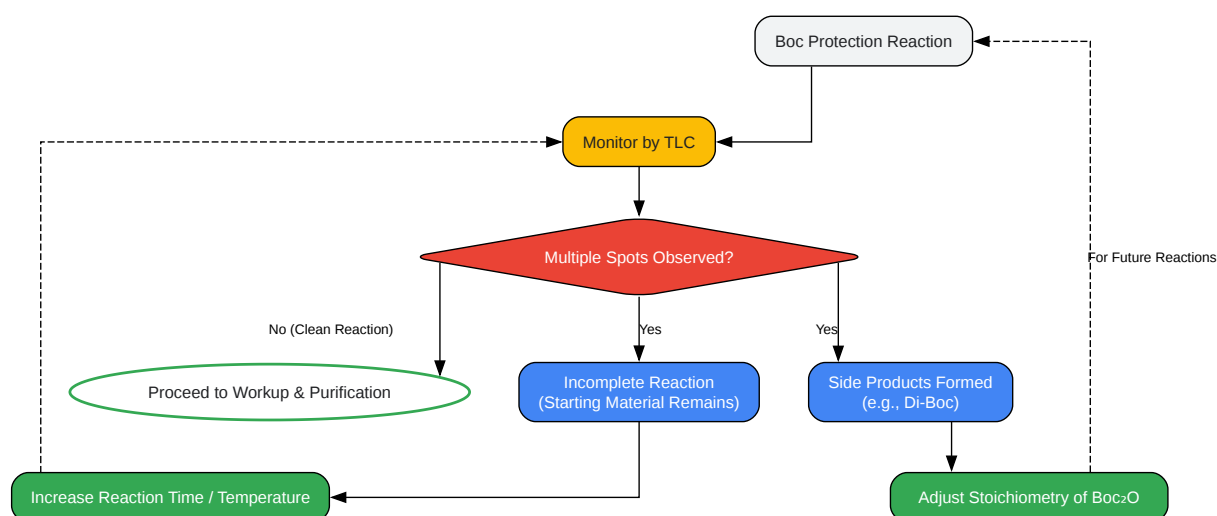 Boc Protection Reaction
Monitor by TLC
Multiple Spots Observed?
For Future Reactions
No (Clean Reaction)
Yes
Yes
Proceed to Workup & Purification
Incomplete Reaction
(Starting Material Remains)
Side Products Formed
(e.g., Di-Boc)
Increase Reaction Time / Temperature
Adjust Stoichiometry of Boc₂O